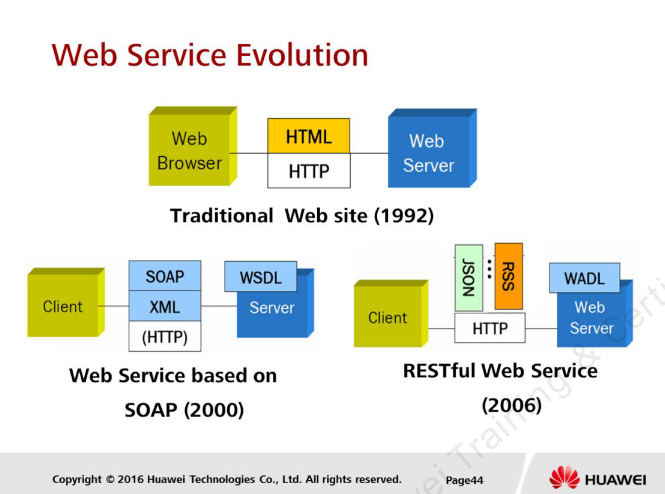 Web Service Evolution
Web
Browser
HTML
HTTP
Web
Server
Traditional Web site (1992)
Client
SOAP
XML
(HTTP)
WSDL
Server
Web Service based on
SOAP (2000)
Client
JSON
RSS
HTTP
WADL
Web
Server
RESTful Web Service
(2006)
Training &
Copyright © 2016 Huawei Technologies Co., Ltd. All rights reserved.
Page44
HUAWEI